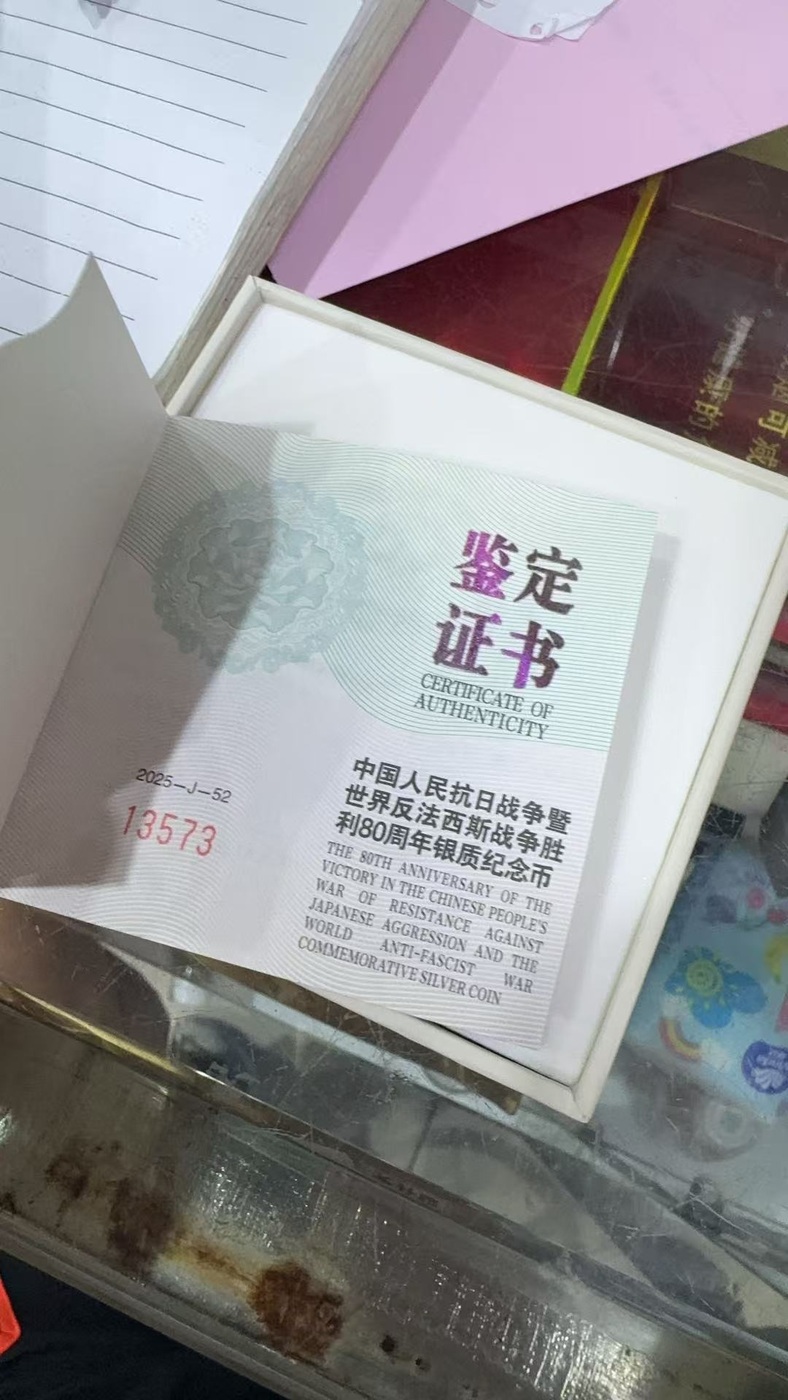 鉴定
证书
CERTIFICATE OF
AUTHENTICITY
2025—J—52
13573
中国人民抗日战争暨
世界反法西斯战争胜
利80周年银质纪念币
THE 80TH ANNIVERSARY OF THE
VICTORY IN THE CHINESE PEOPLE'S
WAR OF RESISTANCE AGAINST
JAPANESE AGGRESSION AND THE
WORLD ANTI-FASCIST WAR
COMMEMORATIVE SILVER COIN